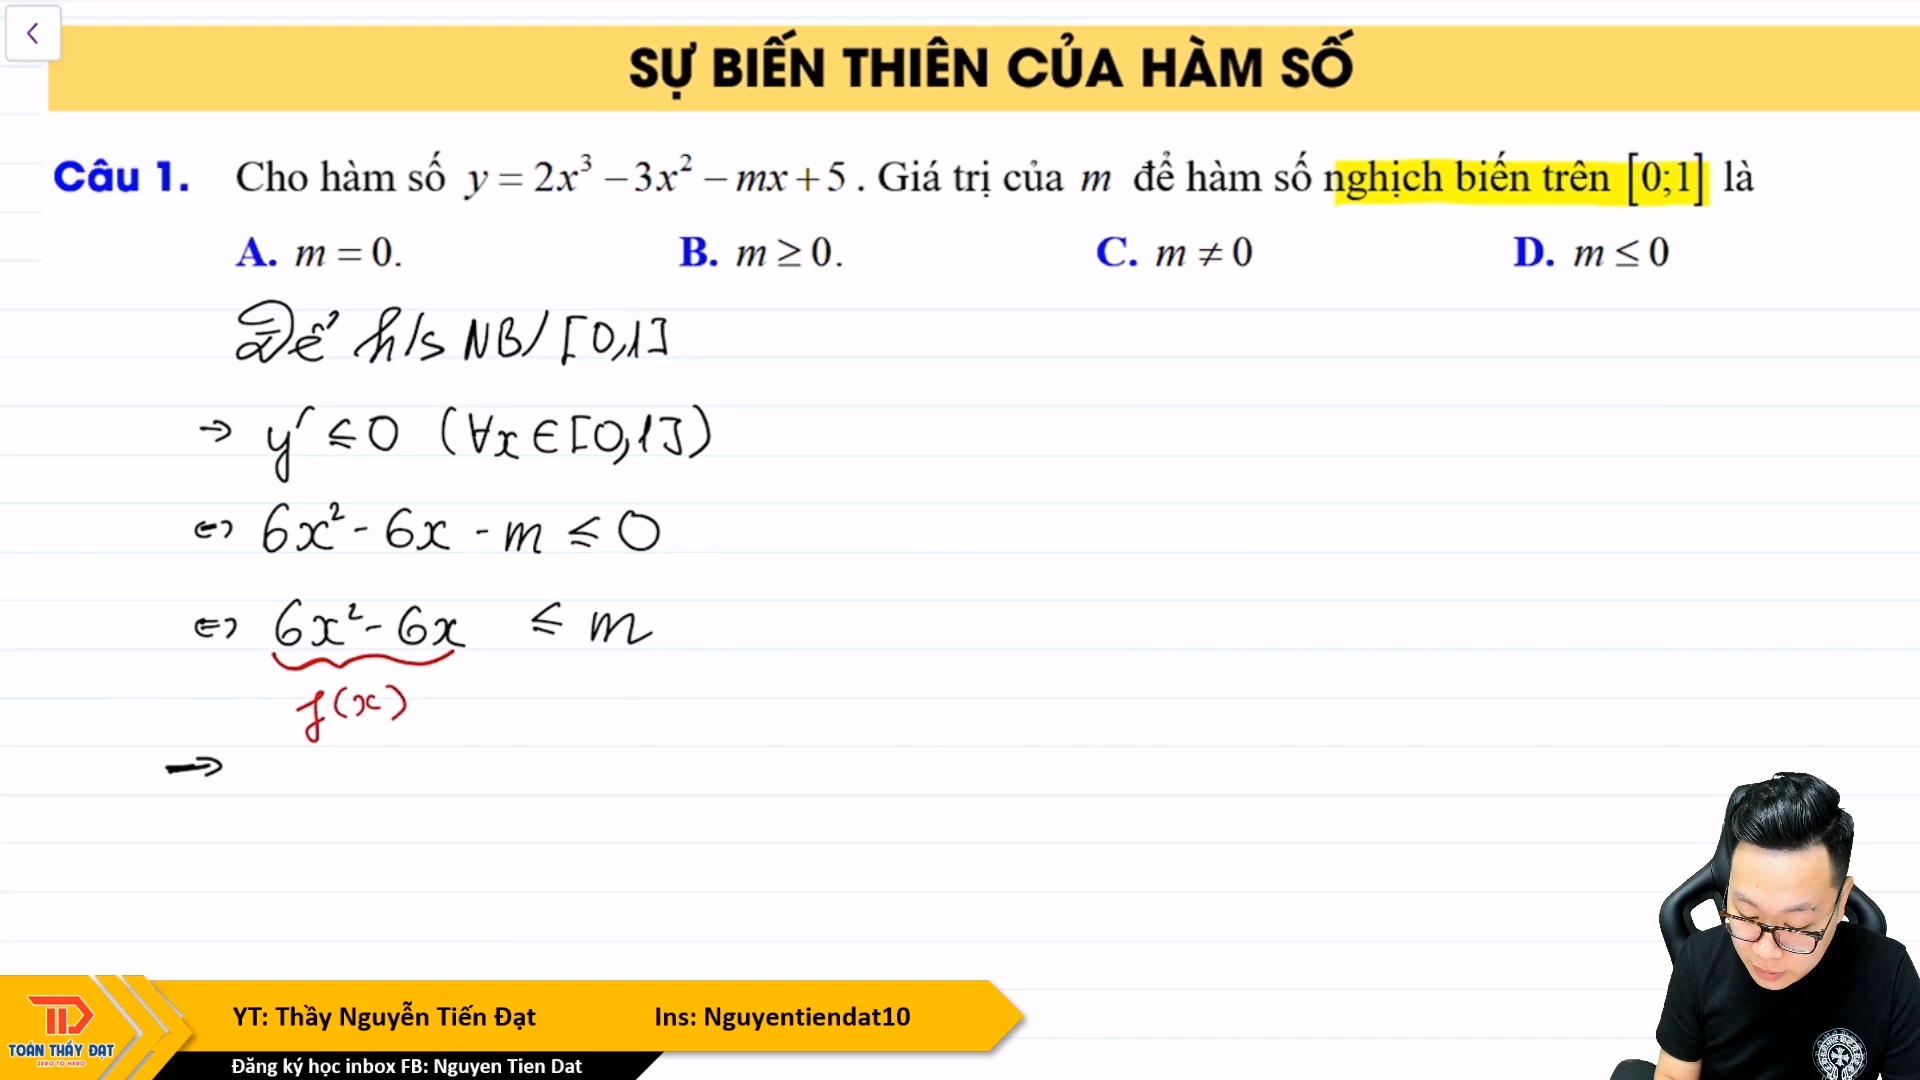 SỰ BIẾN THIÊN CỦA HÀM SỐ
Câu 1. Cho hàm số y = 2x³ − 3x² − mx + 5 . Giá trị của m để hàm số nghịch biến trên [0;1] là
A. m = 0. B. m ≥ 0. C. m ≠ 0 D. m ≤ 0
Để h/s NB/[0,1]
→ y' ≤ 0 (∀x ∈ [0,1])
⇔ 6x² - 6x - m ≤ 0
⇔ 6x² - 6x ≤ m
f(x)
⇒
YT: Thầy Nguyễn Tiến Đạt Ins: Nguyentiendat10
TOÁN THẦY ĐẠT
ZERO TO HERO
Đăng ký học inbox FB: Nguyen Tien Dat